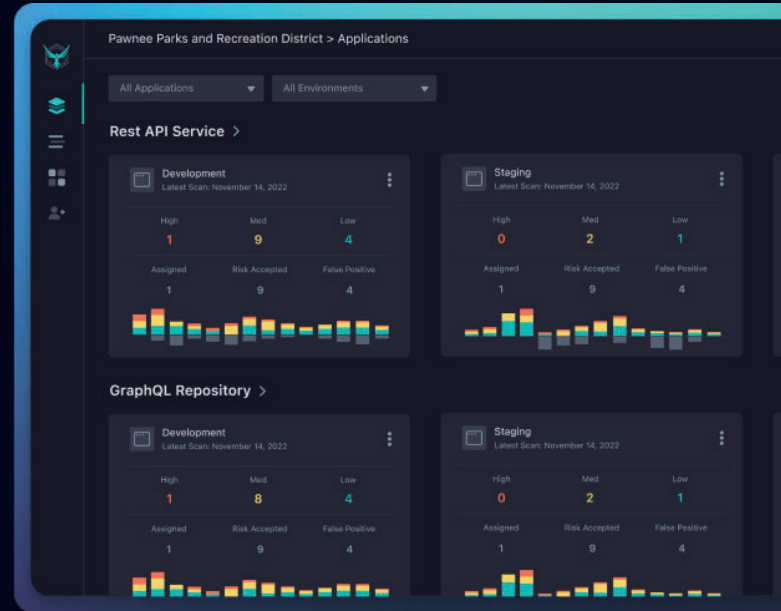 Pawnee Parks and Recreation District > Applications
All Applications All Environments
Rest API Service >
Development
Latest Scan: November 14, 2022
High Med Low
1 9 4
Assigned Risk Accepted False Positive
1 9 4
Staging
Latest Scan: November 14, 2022
High Med Low
0 2 1
Assigned Risk Accepted False Positive
1 9 4
GraphQL Repository >
Development
Latest Scan: November 14, 2022
High Med Low
1 8 4
Assigned Risk Accepted False Positive
1 9 4
Staging
Latest Scan: November 14, 2022
High Med Low
0 2 1
Assigned Risk Accepted False Positive
1 9 4